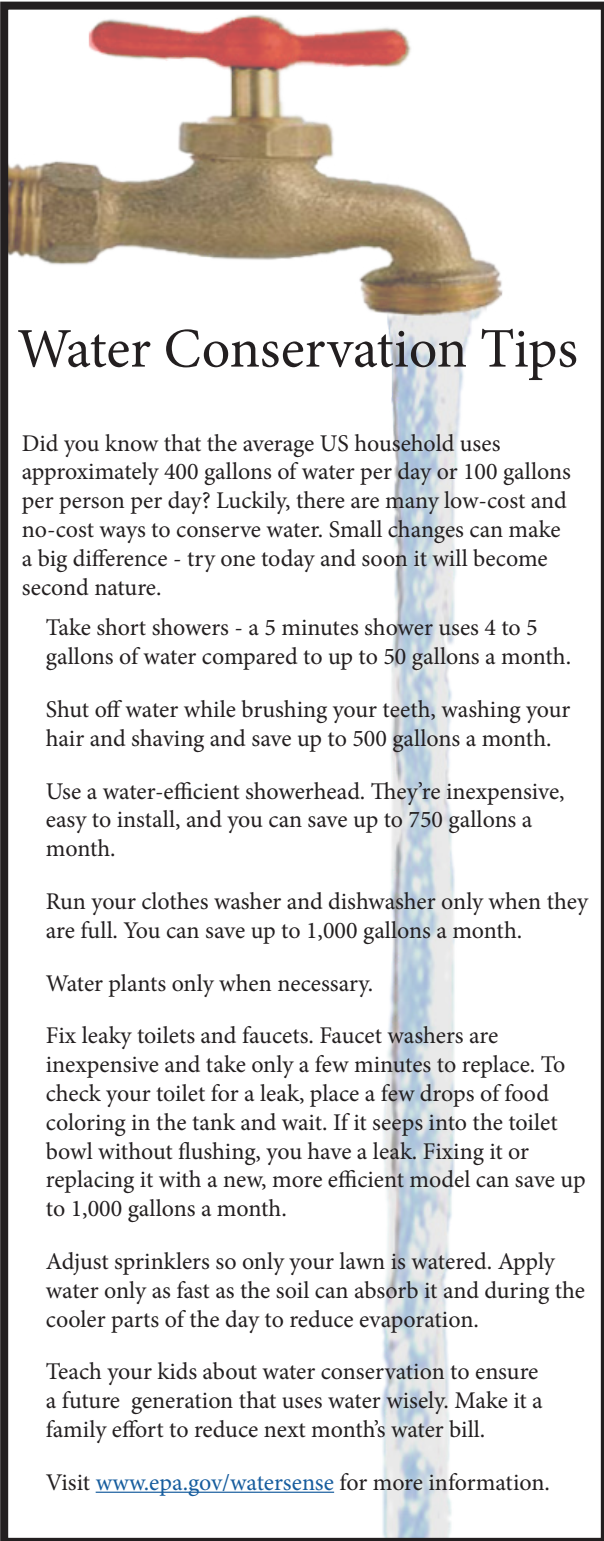 Water Conservation Tips
Did you know that the average US household uses
approximately 400 gallons of water per day or 100 gallons
per person per day? Luckily, there are many low-cost and
no-cost ways to conserve water. Small changes can make
a big difference - try one today and soon it will become
second nature.
Take short showers - a 5 minutes shower uses 4 to 5
gallons of water compared to up to 50 gallons a month.
Shut off water while brushing your teeth, washing your
hair and shaving and save up to 500 gallons a month.
Use a water-efficient showerhead. They're inexpensive,
easy to install, and you can save up to 750 gallons a
month.
Run your clothes washer and dishwasher only when they
are full. You can save up to 1,000 gallons a month.
Water plants only when necessary.
Fix leaky toilets and faucets. Faucet washers are
inexpensive and take only a few minutes to replace. To
check your toilet for a leak, place a few drops of food
coloring in the tank and wait. If it seeps into the toilet
bowl without flushing, you have a leak. Fixing it or
replacing it with a new, more efficient model can save up
to 1,000 gallons a month.
Adjust sprinklers so only your lawn is watered. Apply
water only as fast as the soil can absorb it and during the
cooler parts of the day to reduce evaporation.
Teach your kids about water conservation to ensure
a future  generation that uses water wisely. Make it a
family effort to reduce next month's water bill.
Visit www.epa.gov/watersense for more information.